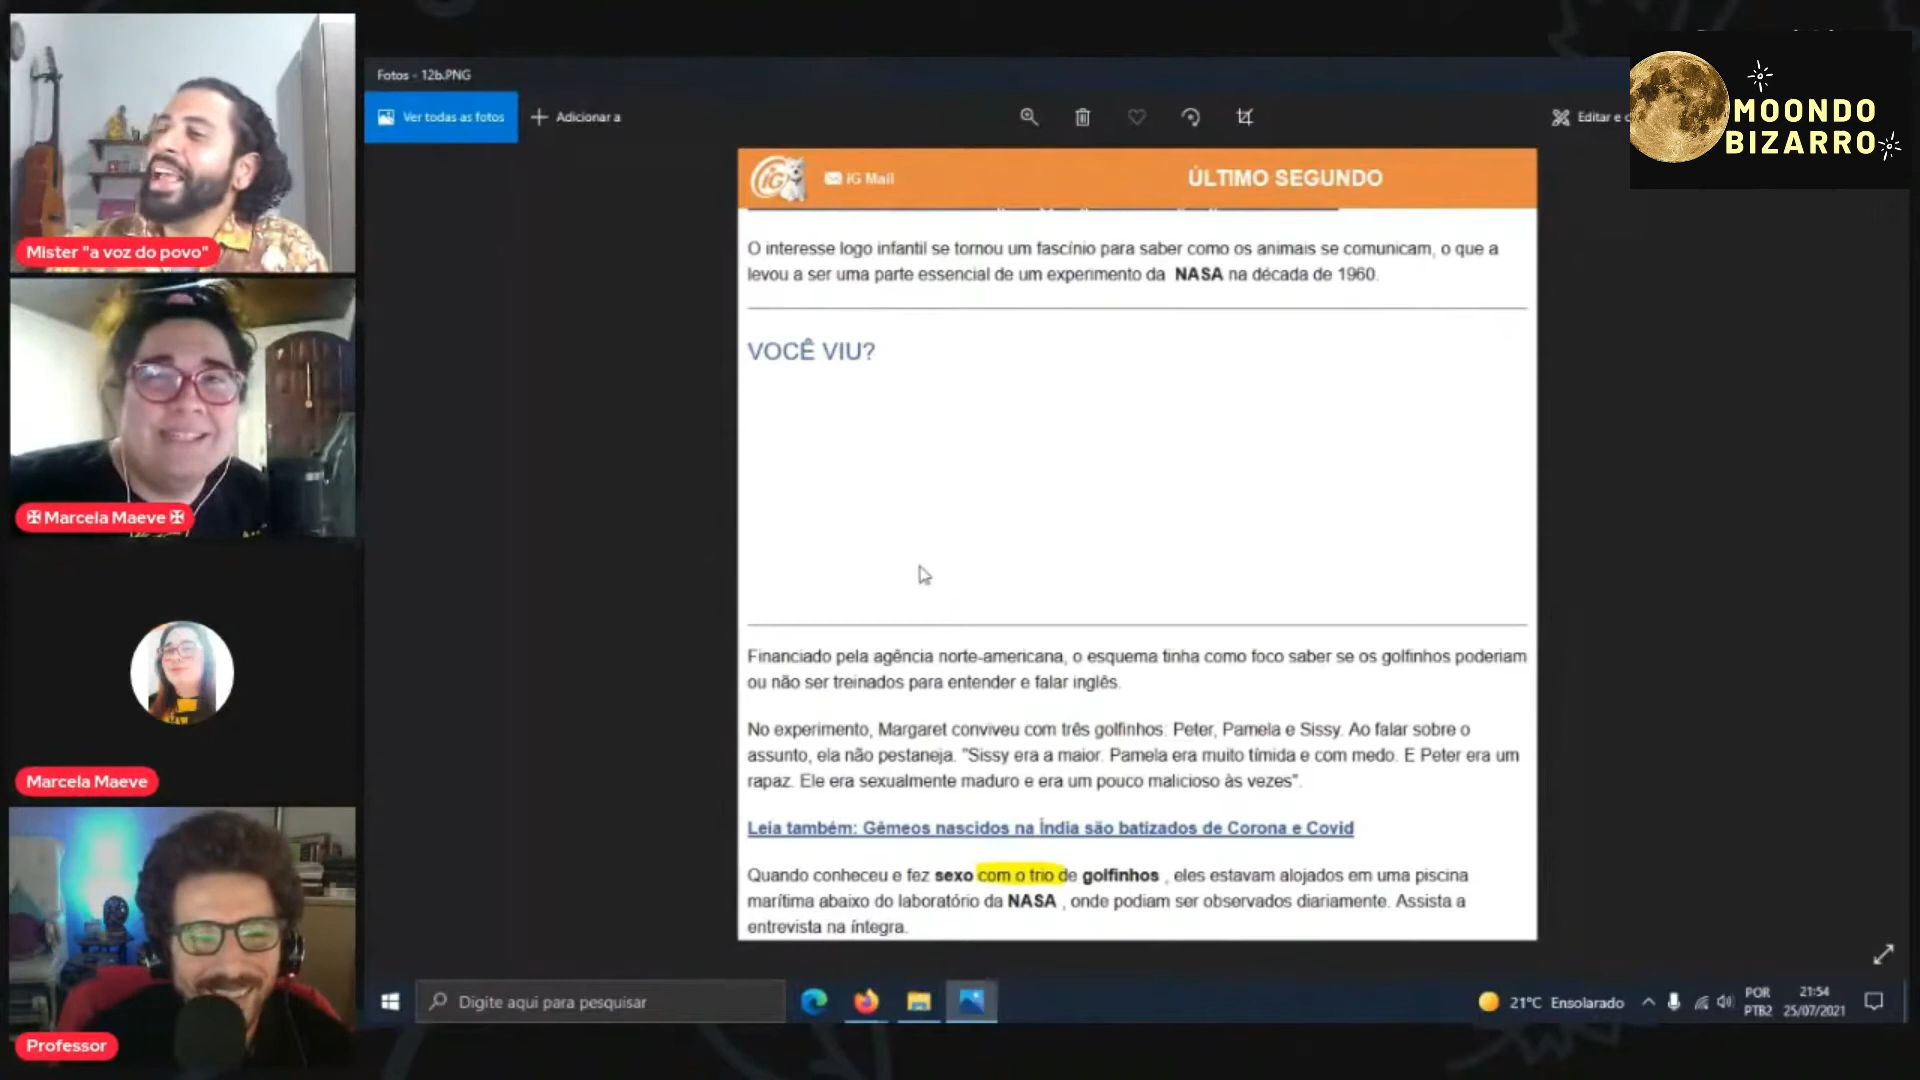 Mister "a voz do povo"
✠ Marcela Maeve ✠
Marcela Maeve
Professor
Fotos - 12b.PNG
Ver todas as fotos
Adicionar a
Editar e
MOONDO
BIZARRO
iG
iG Mail
ÚLTIMO SEGUNDO
O interesse logo infantil se tornou um fascínio para saber como os animais se comunicam, o que a
levou a ser uma parte essencial de um experimento da NASA na década de 1960.
VOCÊ VIU?
Financiado pela agência norte-americana, o esquema tinha como foco saber se os golfinhos poderiam
ou não ser treinados para entender e falar inglês.
No experimento, Margaret conviveu com três golfinhos: Peter, Pamela e Sissy. Ao falar sobre o
assunto, ela não pestaneja. "Sissy era a maior. Pamela era muito tímida e com medo. E Peter era um
rapaz. Ele era sexualmente maduro e era um pouco malicioso às vezes".
Leia também: Gêmeos nascidos na Índia são batizados de Corona e Covid
Quando conheceu e fez sexo com o trio de golfinhos , eles estavam alojados em uma piscina
marítima abaixo do laboratório da NASA , onde podiam ser observados diariamente. Assista a
entrevista na íntegra.
Digite aqui para pesquisar
21°C Ensolarado
POR
PTB2
21:54
25/07/2021